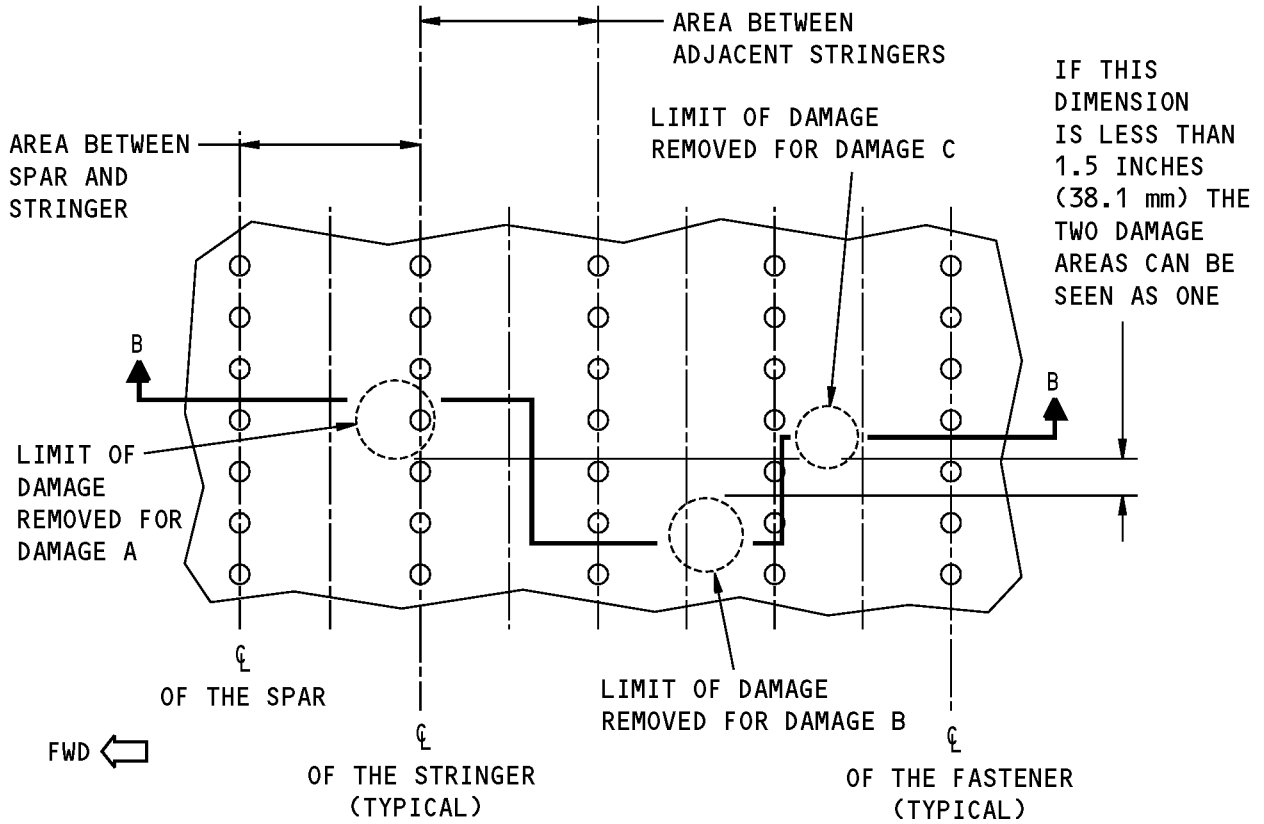 AREA BETWEEN
ADJACENT STRINGERS
IF THIS
DIMENSION
IS LESS THAN
1.5 INCHES
(38.1 mm) THE
TWO DAMAGE
AREAS CAN BE
SEEN AS ONE
LIMIT OF DAMAGE
REMOVED FOR DAMAGE C
AREA BETWEEN
SPAR AND
STRINGER
B
B
LIMIT OF
DAMAGE
REMOVED FOR
DAMAGE A
℄
OF THE SPAR
LIMIT OF DAMAGE
REMOVED FOR DAMAGE B
FWD
℄
OF THE STRINGER
(TYPICAL)
℄
OF THE FASTENER
(TYPICAL)